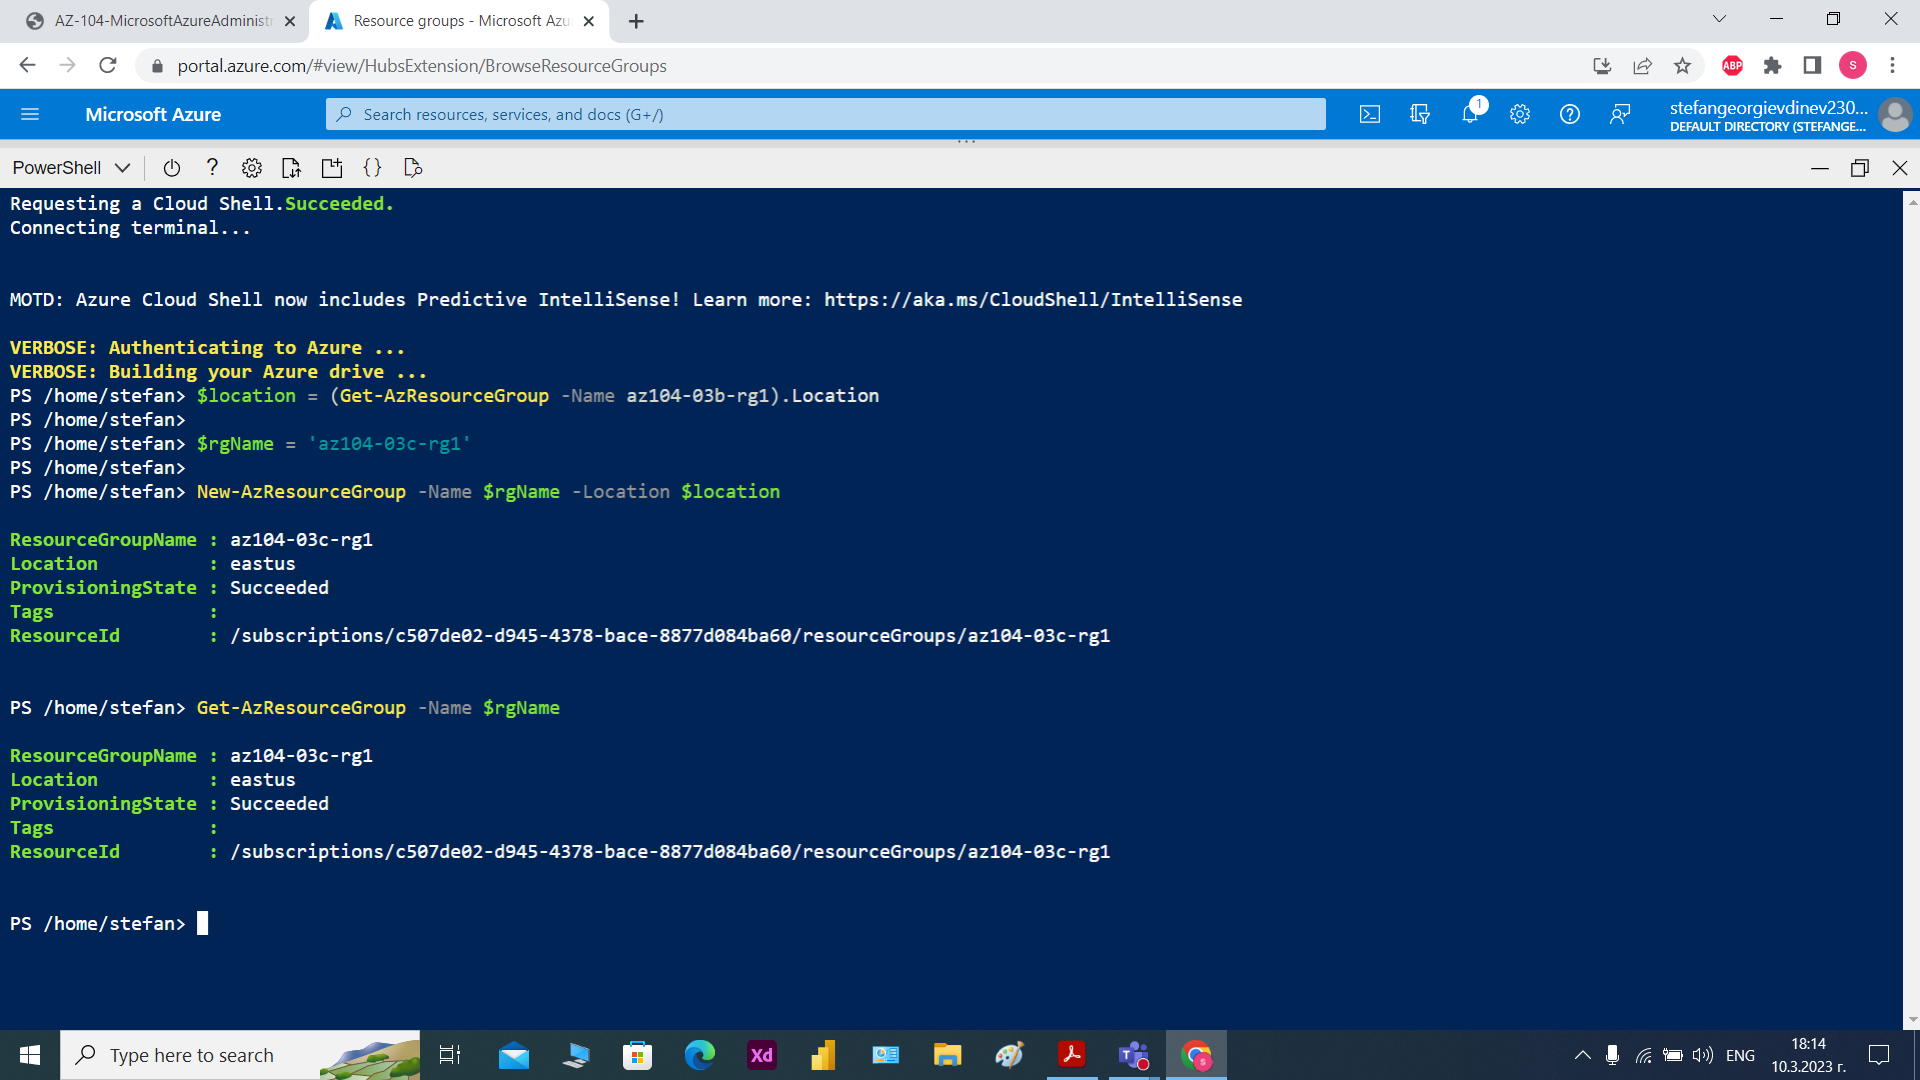 AZ-104-MicrosoftAzureAdministr
Resource groups - Microsoft Azu
portal.azure.com/#view/HubsExtension/BrowseResourceGroups
ABP
S
Microsoft Azure
Search resources, services, and docs (G+/)
1
stefangeorgievdinev230...
DEFAULT DIRECTORY (STEFANGE...
PowerShell
Requesting a Cloud Shell.Succeeded.
Connecting terminal...
MOTD: Azure Cloud Shell now includes Predictive IntelliSense! Learn more: https://aka.ms/CloudShell/IntelliSense
VERBOSE: Authenticating to Azure ...
VERBOSE: Building your Azure drive ...
PS /home/stefan> $location = (Get-AzResourceGroup -Name az104-03b-rg1).Location
PS /home/stefan>
PS /home/stefan> $rgName = 'az104-03c-rg1'
PS /home/stefan>
PS /home/stefan> New-AzResourceGroup -Name $rgName -Location $location
ResourceGroupName : az104-03c-rg1
Location          : eastus
ProvisioningState : Succeeded
Tags              :
ResourceId        : /subscriptions/c507de02-d945-4378-bace-8877d084ba60/resourceGroups/az104-03c-rg1
PS /home/stefan> Get-AzResourceGroup -Name $rgName
ResourceGroupName : az104-03c-rg1
Location          : eastus
ProvisioningState : Succeeded
Tags              :
ResourceId        : /subscriptions/c507de02-d945-4378-bace-8877d084ba60/resourceGroups/az104-03c-rg1
PS /home/stefan>
Type here to search
Xd
ENG
18:14
10.3.2023 г.